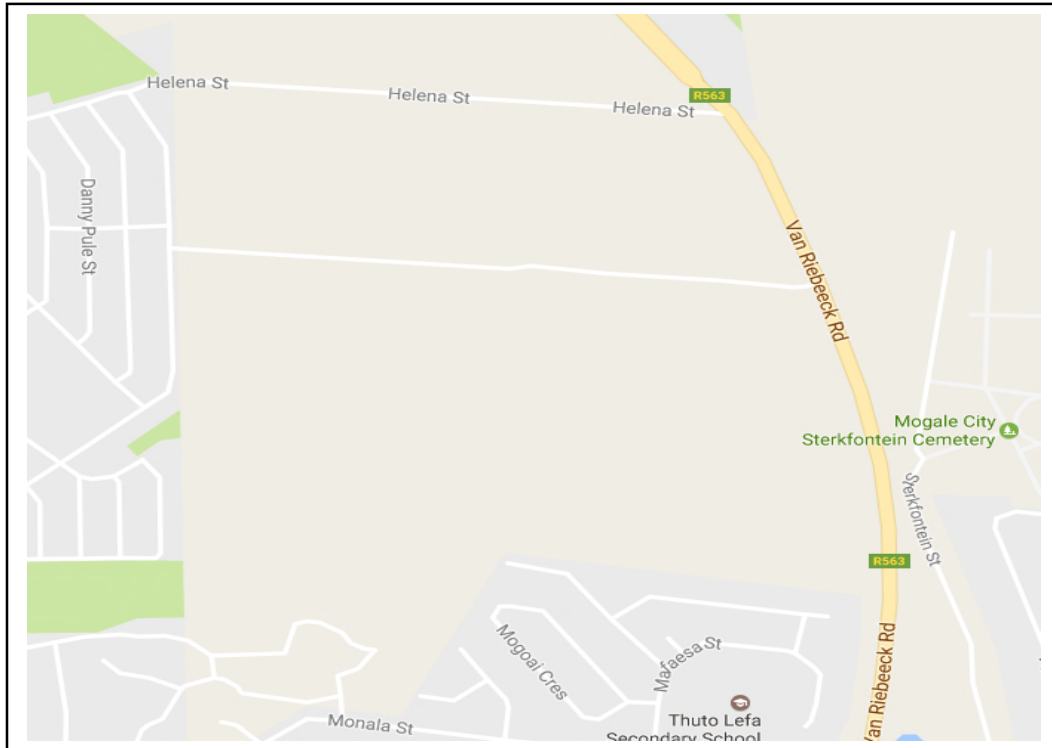 Helena St
Helena St
Helena St
R563
Danny Pule St
Van Riebeeck Rd
Mogale City
Sterkfontein Cemetery
Sterkfontein St
R563
Mogoai Cres
Mafaesa St
Van Riebeeck Rd
Monala St
Thuto Lefa
Secondary School